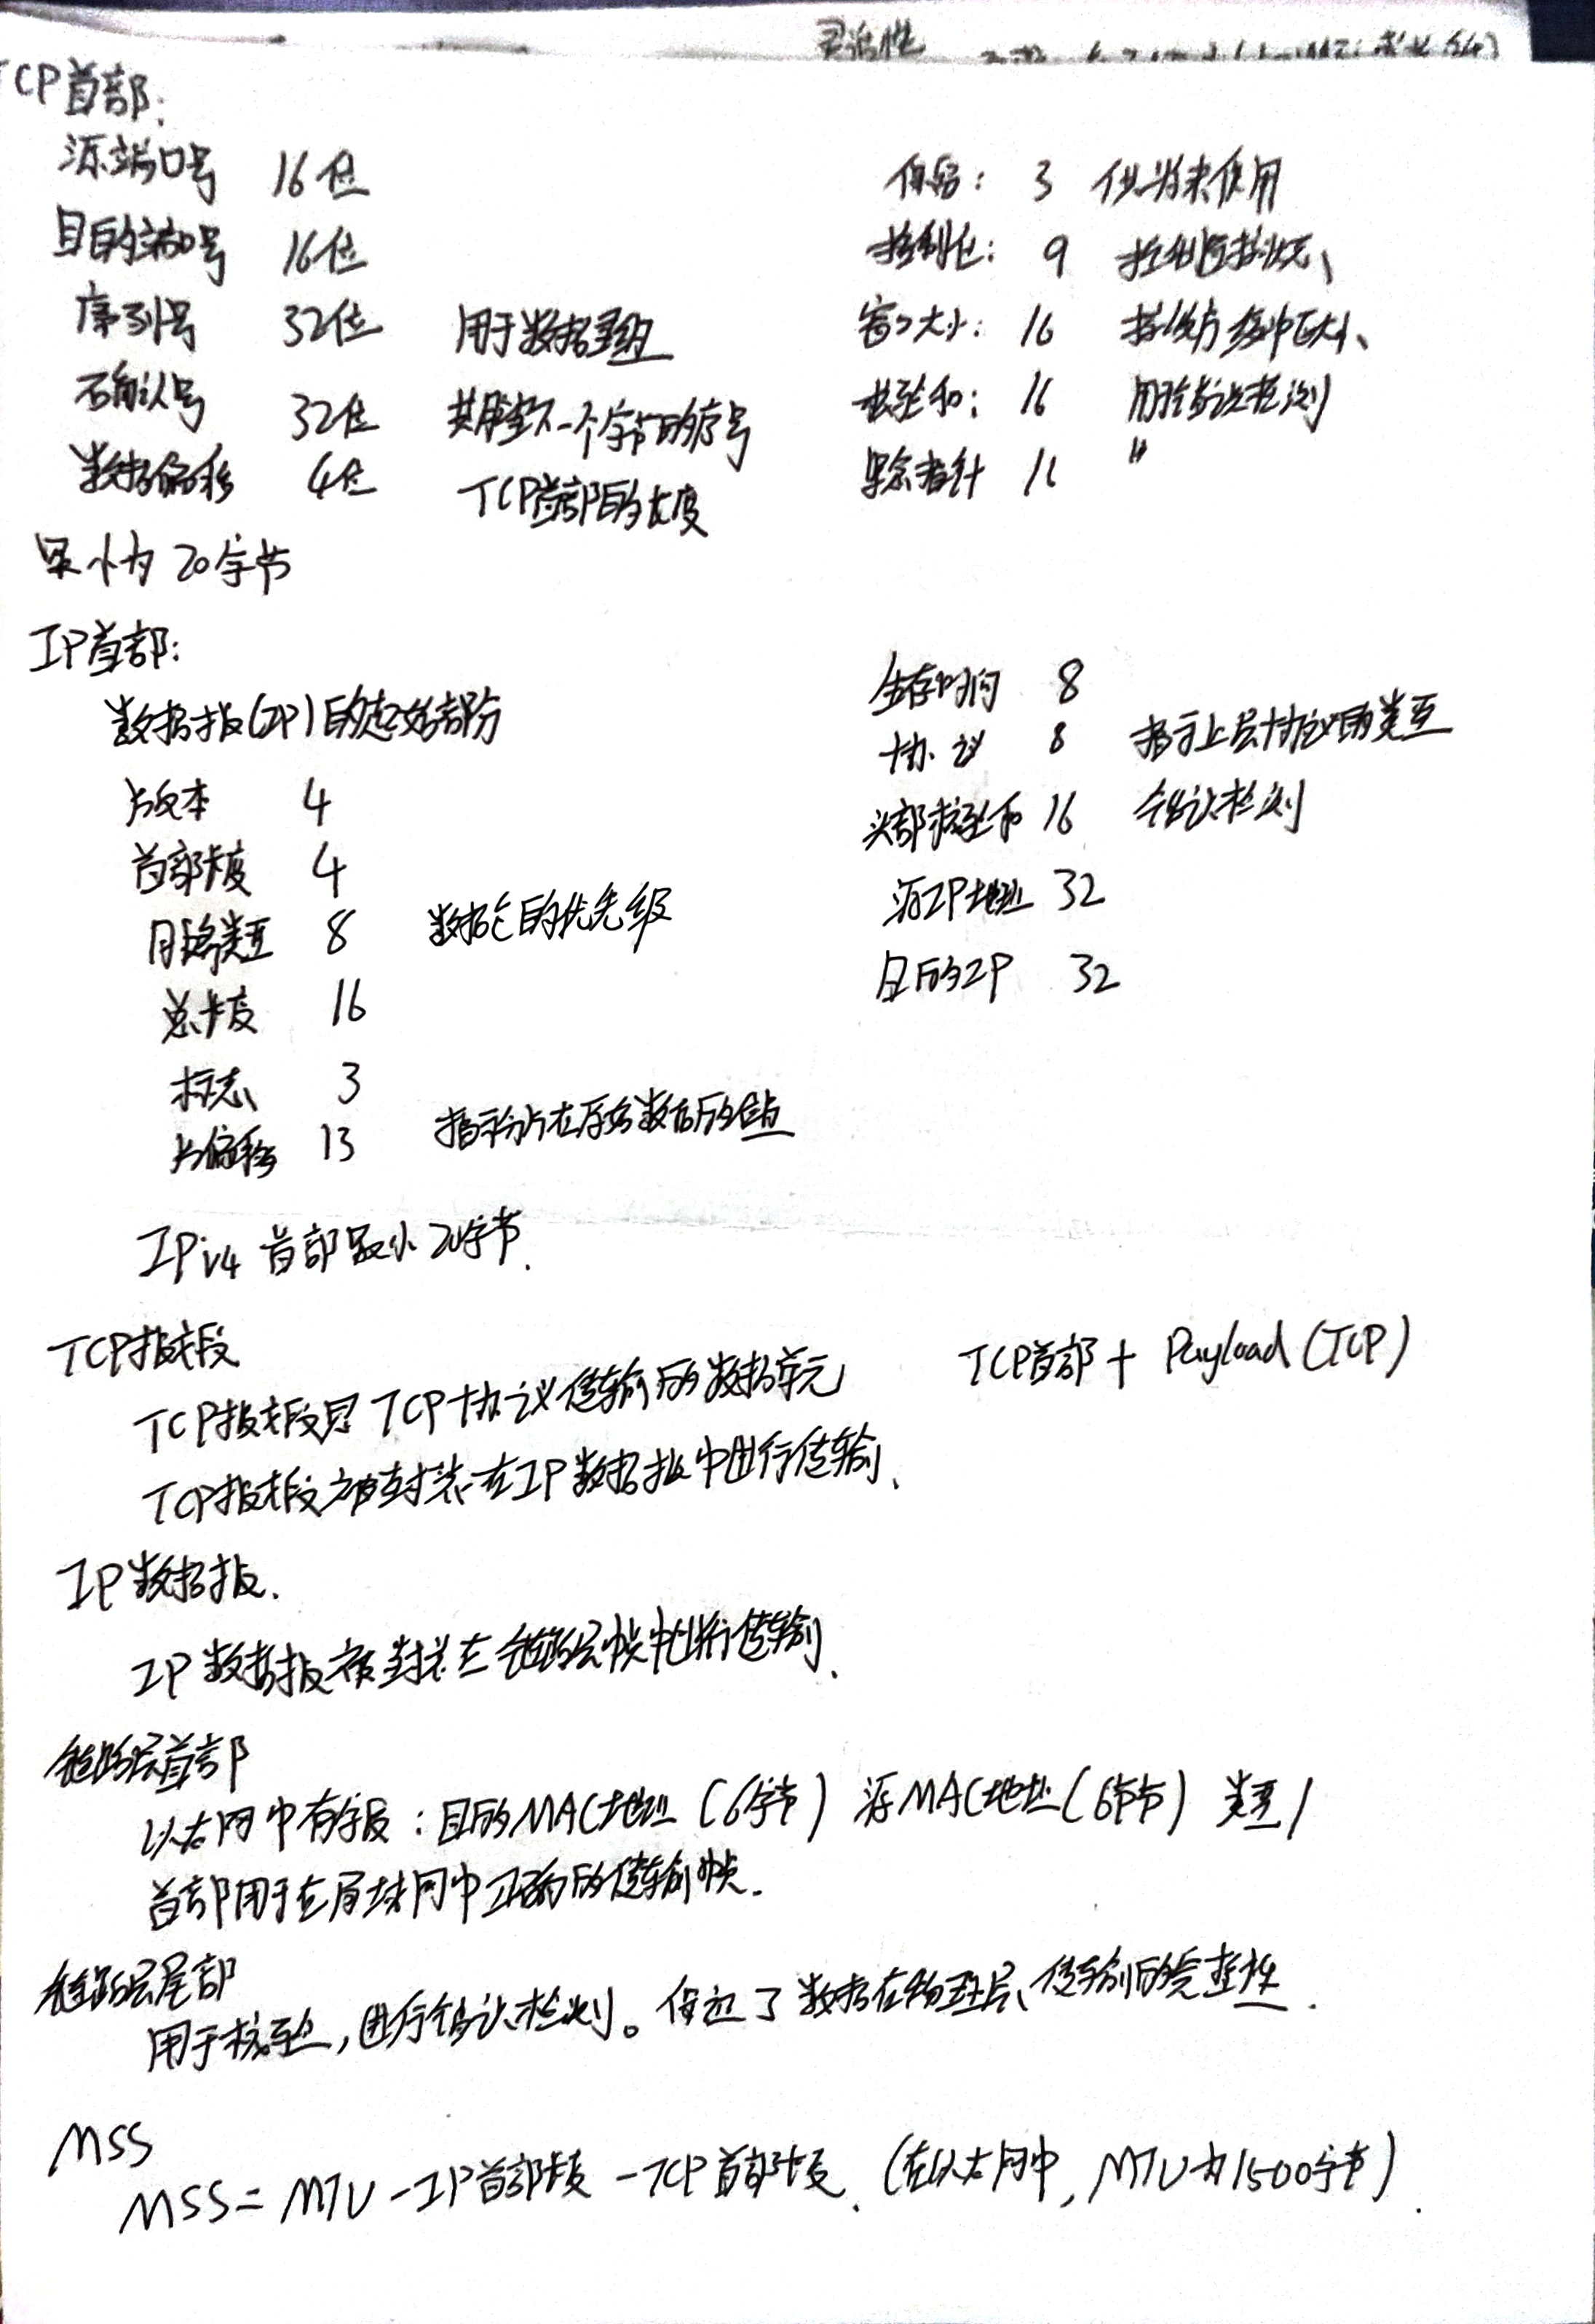 灵活性
TCP首部:
源端口号 16位
目的端口号 16位
序列号 32位 用于数据重组
确认号 32位 期望下一个字节的序号
数据偏移 4位 TCP首部的长度
保留: 3 供将来使用
控制位: 9 控制连接状态、
窗口大小: 16 接收方缓冲区大小、
校验和: 16 用于错误检测
紧急指针 16 "
最小为 20字节
IP首部:
数据报(IP)的起始部份
版本 4
首部长度 4
服务类型 8 数据包的优先级
总长度 16
标志 3
片偏移 13 指示分片在原始数据的位点
生存时间 8
协议 8 指示上层协议的类型
头部校验和 16 错误检测
源IP地址 32
目的IP 32
IPv4 首部最小 20字节.
TCP报文段 TCP首部 + Payload (TCP)
TCP报文段是 TCP协议传输的数据单元
TCP报文段被封装在IP数据报中进行传输、
IP数据报.
IP数据报被封装在链路层帧中进行传输、
链路层首部
以太网中有字段: 目的MAC地址 (6字节) 源MAC地址 (6字节) 类型/
首部用于在局域网中正确的传输帧.
链路层尾部
用于校验, 进行错误检测。保证了数据在物理层、传输的完整性.
MSS
MSS = MTU - IP首部长度 - TCP首部长度. (在以太网中, MTU为1500字节).